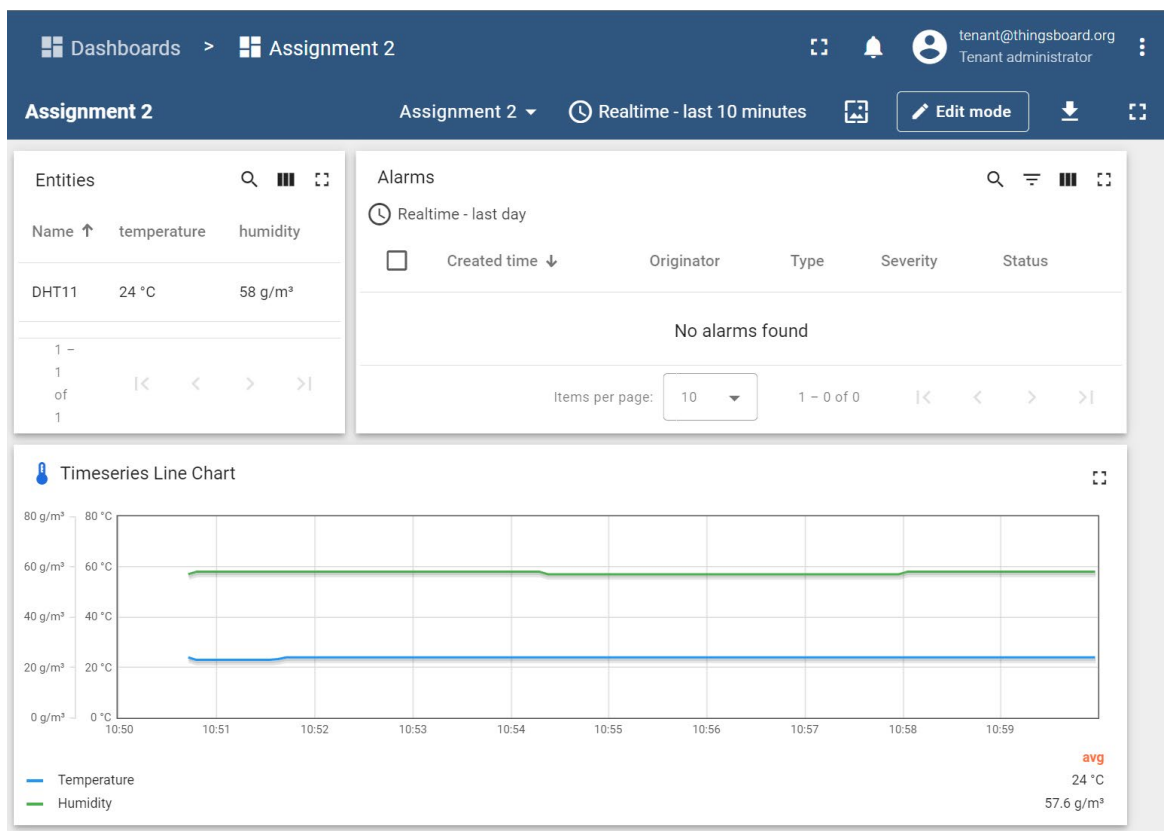 Dashboards > Assignment 2
tenant@thingsboard.org
Tenant administrator
Assignment 2
Assignment 2
Realtime - last 10 minutes
Edit mode
Entities
Name temperature humidity
DHT11 24 °C 58 g/m³
1 –
1
of
1
Alarms
Realtime - last day
Created time Originator Type Severity Status
No alarms found
Items per page: 10 1 – 0 of 0
Timeseries Line Chart
80 g/m³ 80 °C
60 g/m³ 60 °C
40 g/m³ 40 °C
20 g/m³ 20 °C
0 g/m³ 0 °C
10:50 10:51 10:52 10:53 10:54 10:55 10:56 10:57 10:58 10:59
avg
Temperature 24 °C
Humidity 57.6 g/m³